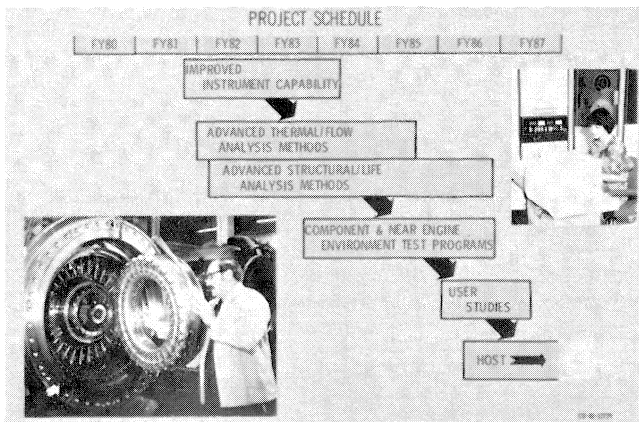 PROJECT SCHEDULE
FY80 FY81 FY82 FY83 FY84 FY85 FY86 FY87
IMPROVED
INSTRUMENT CAPABILITY
ADVANCED THERMAL/FLOW
ANALYSIS METHODS
ADVANCED STRUCTURAL/LIFE
ANALYSIS METHODS
COMPONENT & NEAR ENGINE
ENVIRONMENT TEST PROGRAMS
USER
STUDIES
HOST